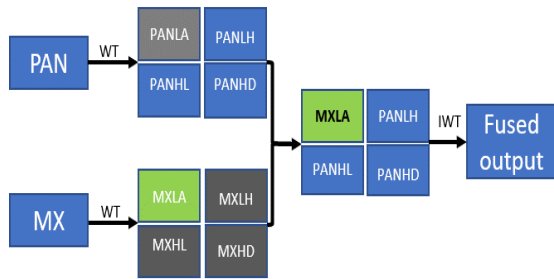 PAN
WT
PANLA
PANLH
PANHL
PANHD
MX
WT
MXLA
MXLH
MXHL
MXHD
MXLA
PANLH
PANHL
PANHD
IWT
Fused
output